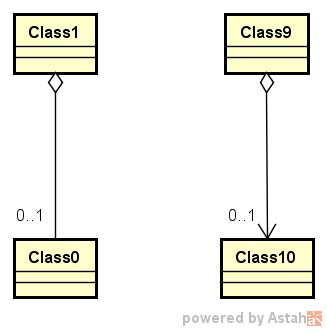 Class1
Class9
0..1
0..1
Class0
Class10
powered by Astah